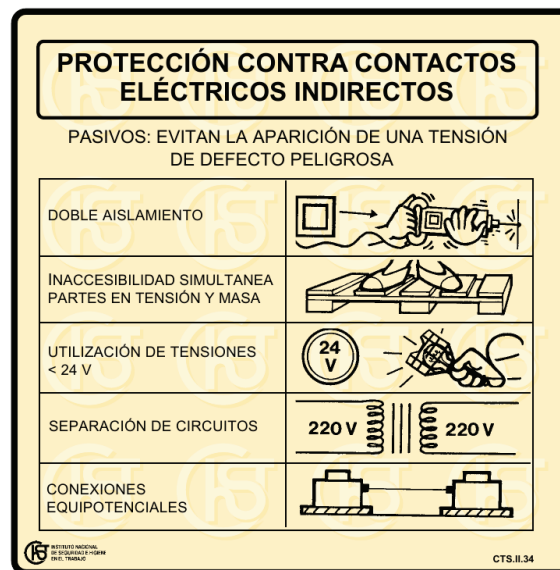 PROTECCIÓN CONTRA CONTACTOS
ELÉCTRICOS INDIRECTOS
PASIVOS: EVITAN LA APARICIÓN DE UNA TENSIÓN
DE DEFECTO PELIGROSA
DOBLE AISLAMIENTO
INACCESIBILIDAD SIMULTANEA
PARTES EN TENSIÓN Y MASA
UTILIZACIÓN DE TENSIONES
< 24 V
24
V
SEPARACIÓN DE CIRCUITOS
220 V
220 V
CONEXIONES
EQUIPOTENCIALES
INSTITUTO NACIONAL
DE SEGURIDAD E HIGIENE
EN EL TRABAJO
CTS.II.34